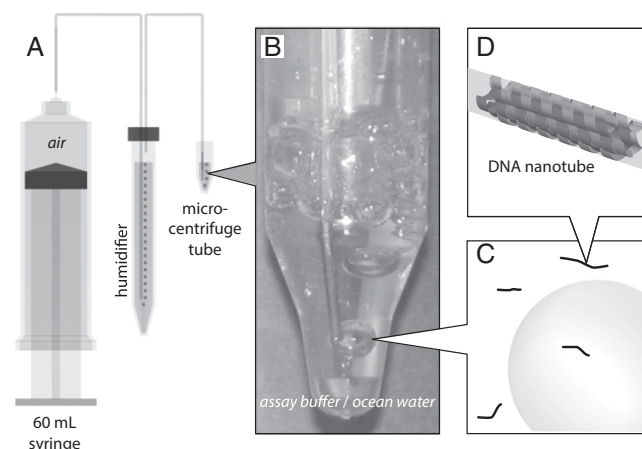 A
air
humidifier
60 mL
syringe
micro-
centrifuge
tube
B
assay buffer / ocean water
D
DNA nanotube
C